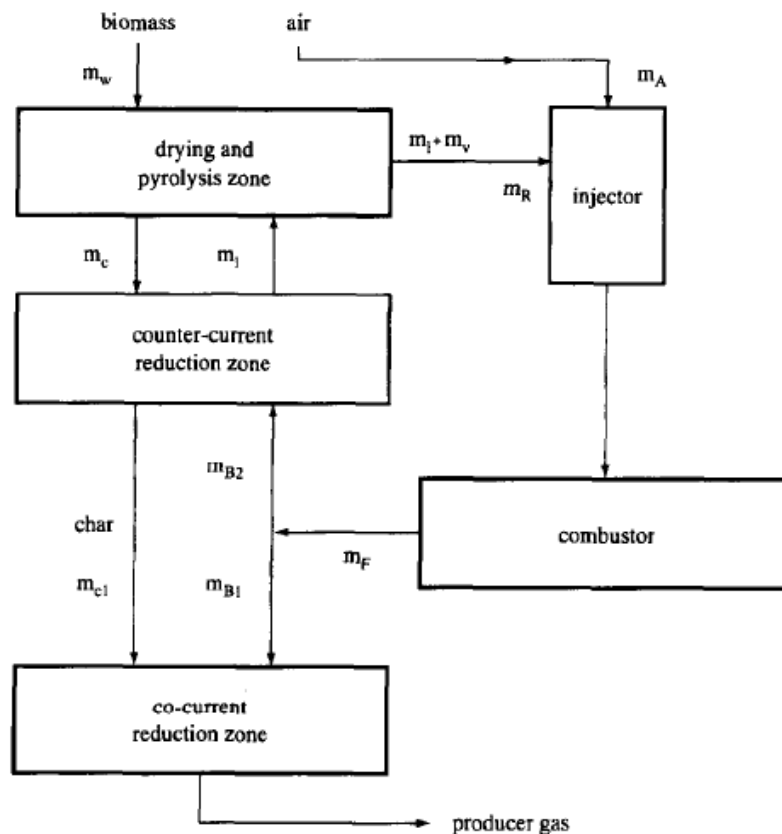 biomass air
m_w m_A
drying and
pyrolysis zone
m_l + m_v
m_R
injector
m_c m_l
counter-current
reduction zone
m_B2
char
combustor
m_F
m_c1 m_B1
co-current
reduction zone
producer gas